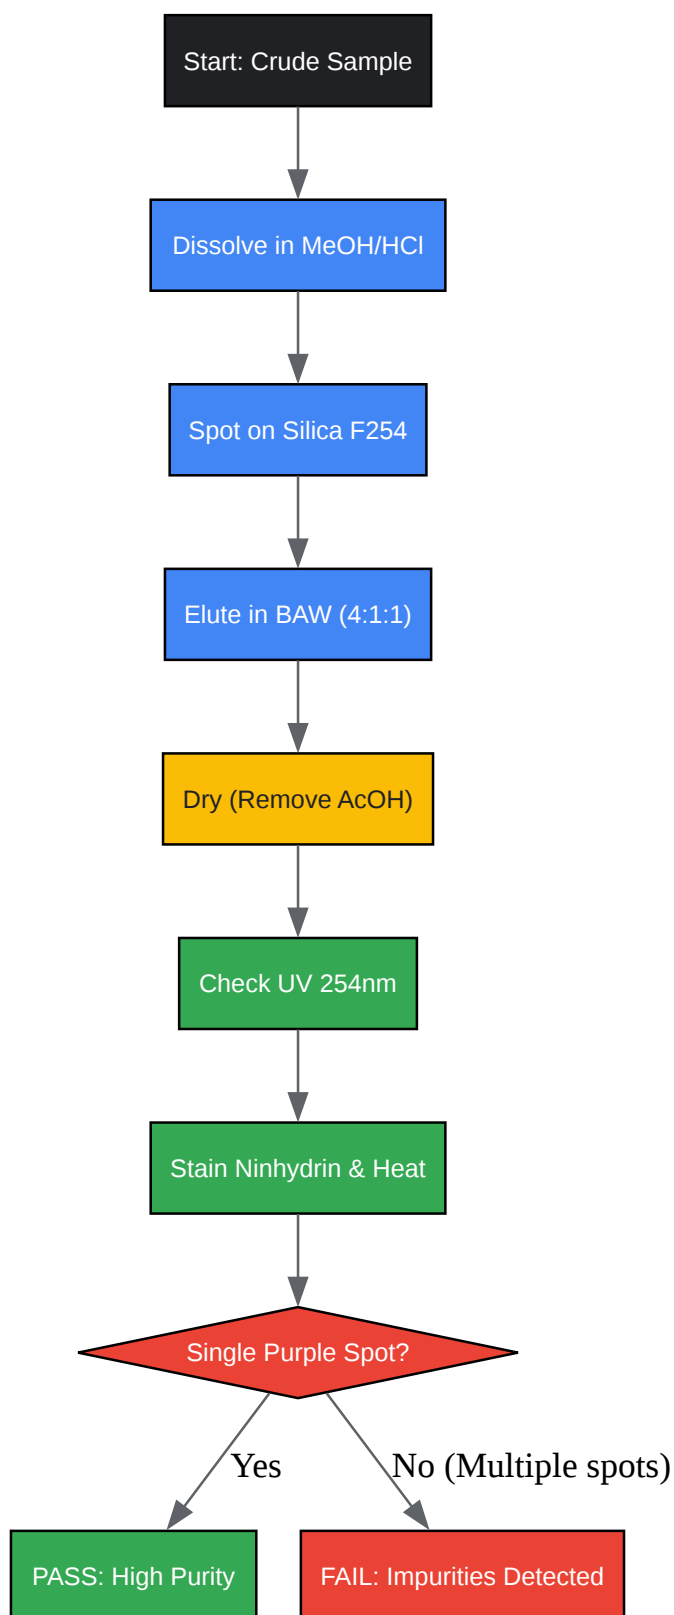 Start: Crude Sample
Dissolve in MeOH/HCl
Spot on Silica F254
Elute in BAW (4:1:1)
Dry (Remove AcOH)
Check UV 254nm
Stain Ninhydrin & Heat
Single Purple Spot?
Yes
No (Multiple spots)
PASS: High Purity
FAIL: Impurities Detected